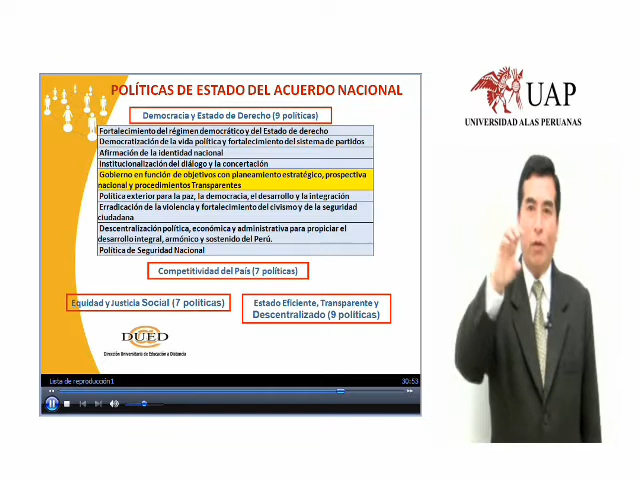 POLÍTICAS DE ESTADO DEL ACUERDO NACIONAL
Democracia y Estado de Derecho (9 políticas)
Fortalecimiento del régimen democrático y del Estado de derecho
Democratización de la vida política y fortalecimiento del sistema de partidos
Afirmación de la identidad nacional
Institucionalización del diálogo y la concertación
Gobierno en función de objetivos con planeamiento estratégico, prospectiva
nacional y procedimientos Transparentes
Política exterior para la paz, la democracia, el desarrollo y la integración
Erradicación de la violencia y fortalecimiento del civismo y de la seguridad
ciudadana
Descentralización política, económica y administrativa para propiciar el
desarrollo integral, armónico y sostenido del Perú.
Política de Seguridad Nacional
Competitividad del País (7 políticas)
Equidad y Justicia Social (7 políticas)
Estado Eficiente, Transparente y
Descentralizado (9 políticas)
DUED
Dirección Universitaria de Educación a Distancia
Lista de reproducción1
30:53
UAP
UNIVERSIDAD ALAS PERUANAS